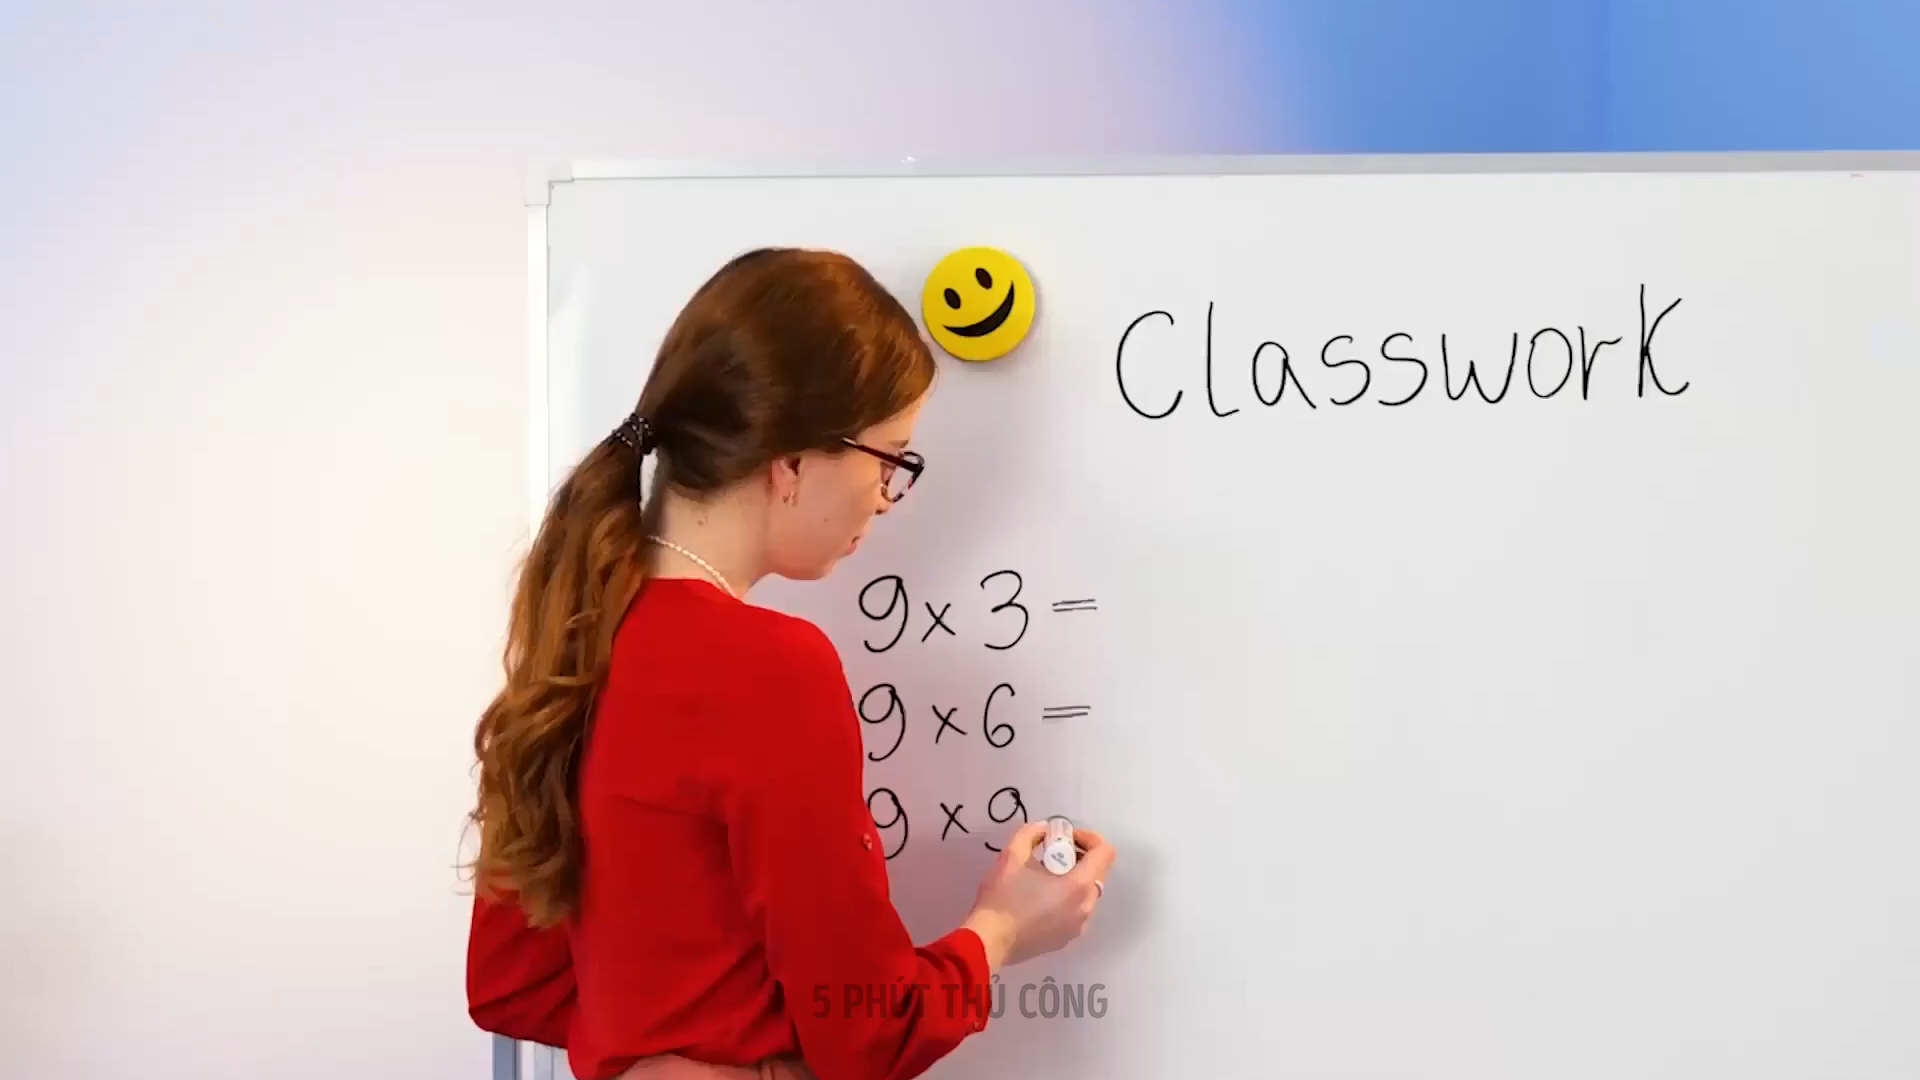 Classwork
9 x 3 =
9 x 6 =
9 x 9
5 PHÚT THỦ CÔNG